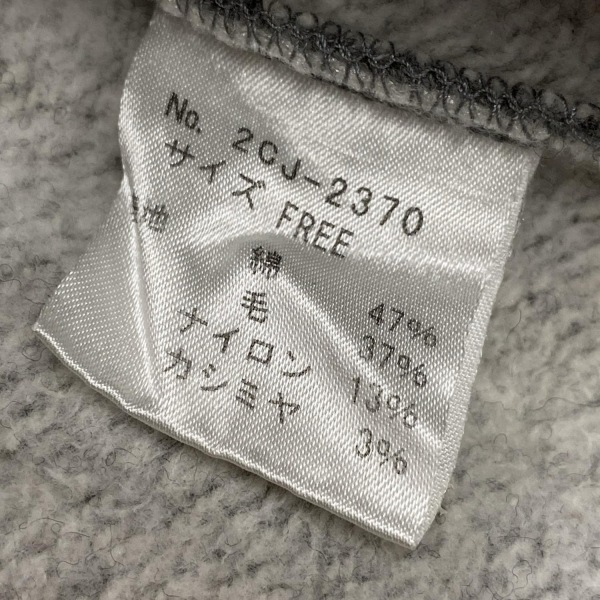 No. 2CJ-2370
サイズ FREE
地
綿 47%
毛 37%
ナイロン 13%
カシミヤ 3%